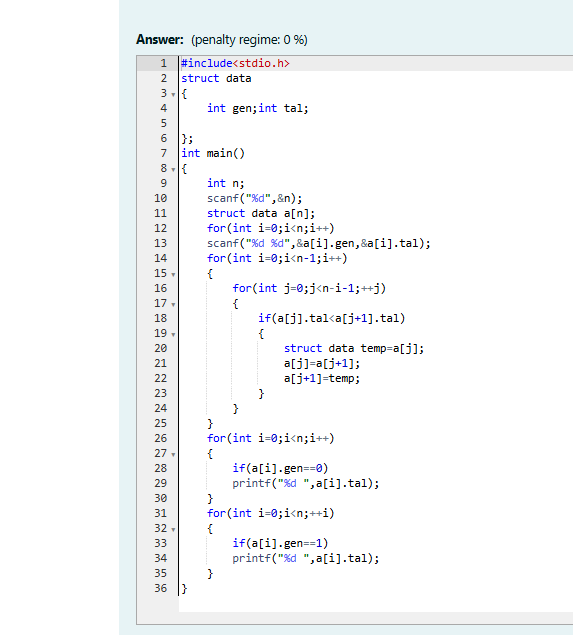 Answer: (penalty regime: 0 %)
1 #include<stdio.h>
2 struct data
3 {
4     int gen;int tal;
5
6 };
7 int main()
8 {
9     int n;
10     scanf("%d",&n);
11     struct data a[n];
12     for(int i=0;i<n;i++)
13     scanf("%d %d",&a[i].gen,&a[i].tal);
14     for(int i=0;i<n-1;i++)
15     {
16         for(int j=0;j<n-i-1;++j)
17         {
18             if(a[j].tal<a[j+1].tal)
19             {
20                 struct data temp=a[j];
21                 a[j]=a[j+1];
22                 a[j+1]=temp;
23             }
24         }
25     }
26     for(int i=0;i<n;i++)
27     {
28         if(a[i].gen==0)
29         printf("%d ",a[i].tal);
30     }
31     for(int i=0;i<n;++i)
32     {
33         if(a[i].gen==1)
34         printf("%d ",a[i].tal);
35     }
36 }